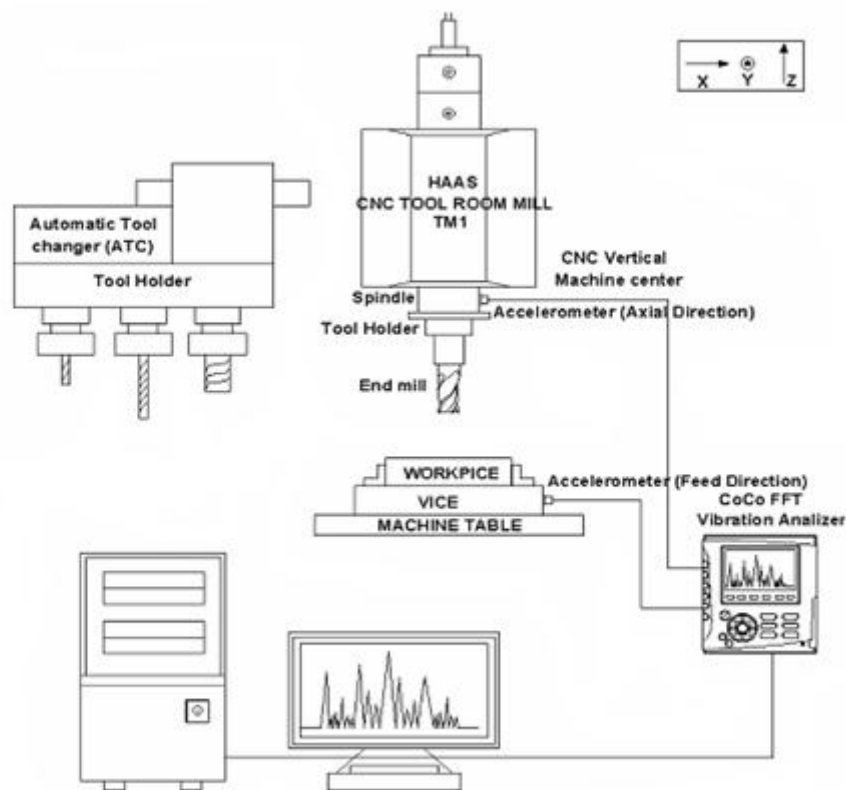 X Y Z
HAAS
CNC TOOL ROOM MILL
TM1
Automatic Tool
changer (ATC)
Tool Holder
CNC Vertical
Machine center
Spindle
Accelerometer (Axial Direction)
Tool Holder
End mill
WORKPICE
Accelerometer (Feed Direction)
VICE
CoCo FFT
Vibration Analizer
MACHINE TABLE